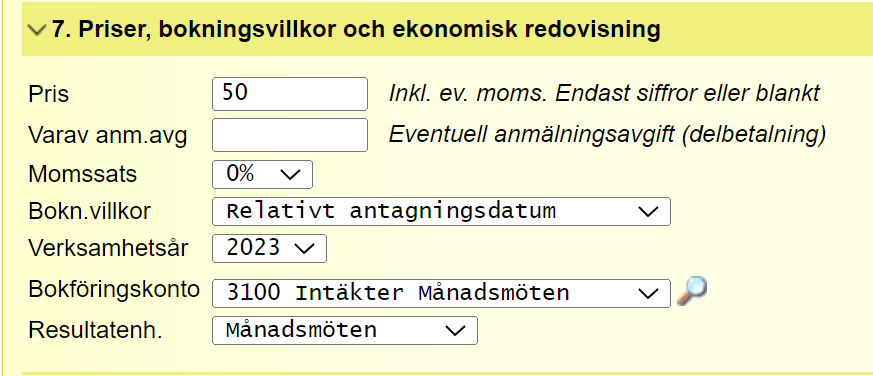 7. Priser, bokningsvillkor och ekonomisk redovisning
Pris 50 Inkl. ev. moms. Endast siffror eller blankt
Varav anm.avg Eventuell anmälningsavgift (delbetalning)
Momssats 0%
Bokn.villkor Relativt antagningsdatum
Verksamhetsår 2023
Bokföringskonto 3100 Intäkter Månadsmöten
Resultatenh. Månadsmöten